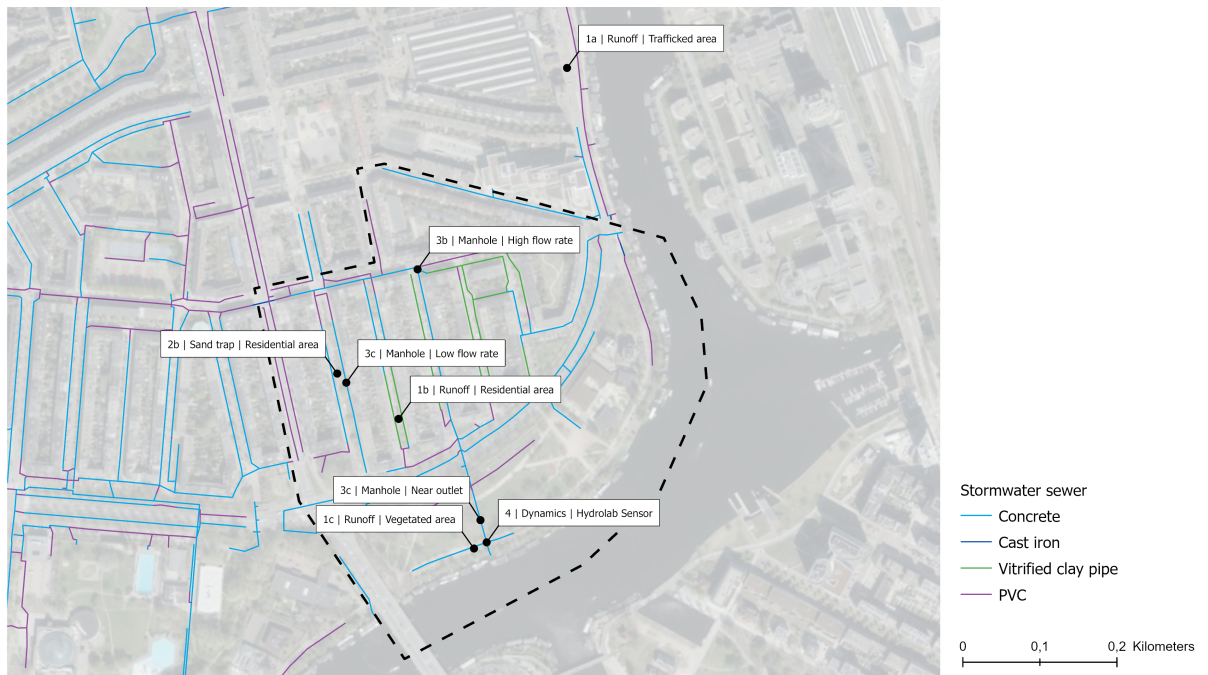 1a | Runoff | Trafficked area
3b | Manhole | High flow rate
2b | Sand trap | Residential area
3c | Manhole | Low flow rate
1b | Runoff | Residential area
3c | Manhole | Near outlet
4 | Dynamics | Hydrolab Sensor
1c | Runoff | Vegetated area
Stormwater sewer
Concrete
Cast iron
Vitrified clay pipe
PVC
0 0,1 0,2 Kilometers